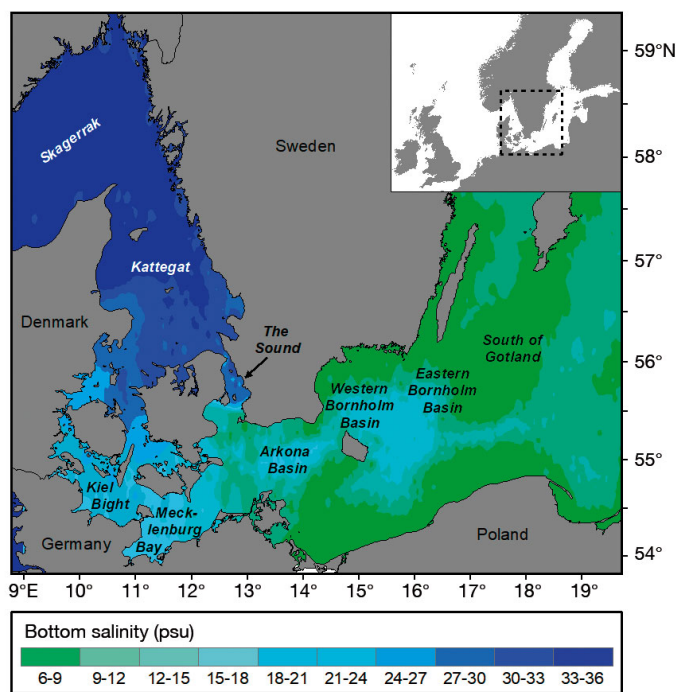 59°N
Skagerrak
Sweden
58°
57°
Kattegat
Denmark
The
Sound
South of
Gotland
56°
Eastern
Bornholm
Basin
Western
Bornholm
Basin
Arkona
Basin
55°
Kiel
Bight
Meck-
lenburg
Bay
Germany
Poland
54°
9°E 10° 11° 12° 13° 14° 15° 16° 17° 18° 19°
Bottom salinity (psu)
6-9 9-12 12-15 15-18 18-21 21-24 24-27 27-30 30-33 33-36